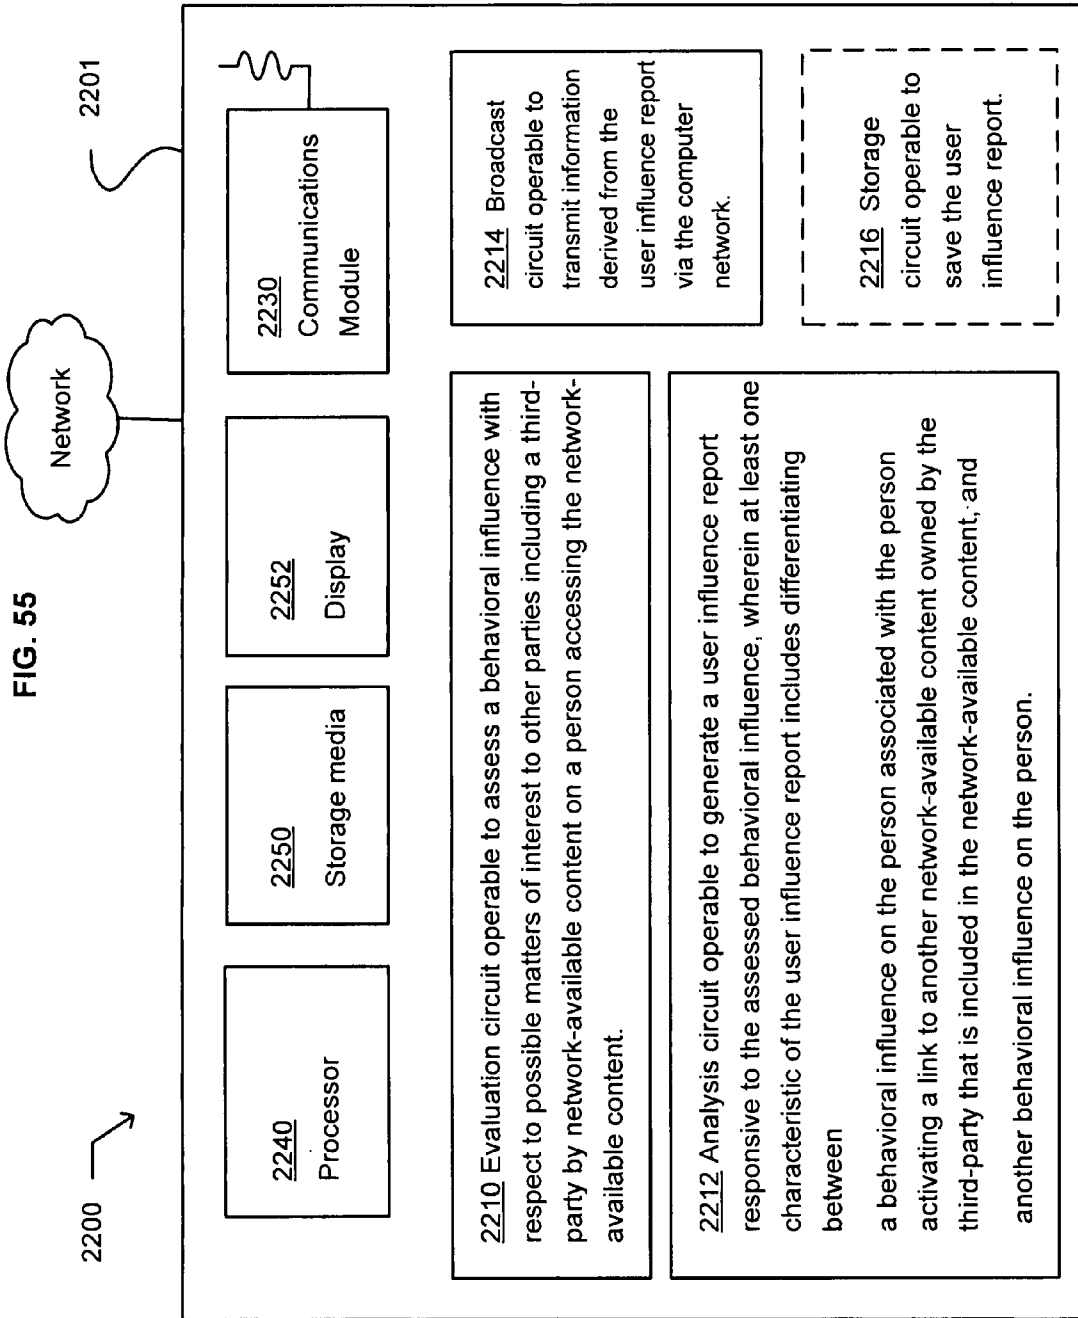 FIG. 55
Network
2200
2201
2240
Processor
2250
Storage media
2252
Display
2230
Communications
Module
2210 Evaluation circuit operable to assess a behavioral influence with
respect to possible matters of interest to other parties including a third-
party by network-available content on a person accessing the network-
available content.
2214 Broadcast
circuit operable to
transmit information
derived from the
user influence report
via the computer
network.
2212 Analysis circuit operable to generate a user influence report
responsive to the assessed behavioral influence, wherein at least one
characteristic of the user influence report includes differentiating
between
a behavioral influence on the person associated with the person
activating a link to another network-available content owned by the
third-party that is included in the network-available content, and
another behavioral influence on the person.
2216 Storage
circuit operable to
save the user
influence report.